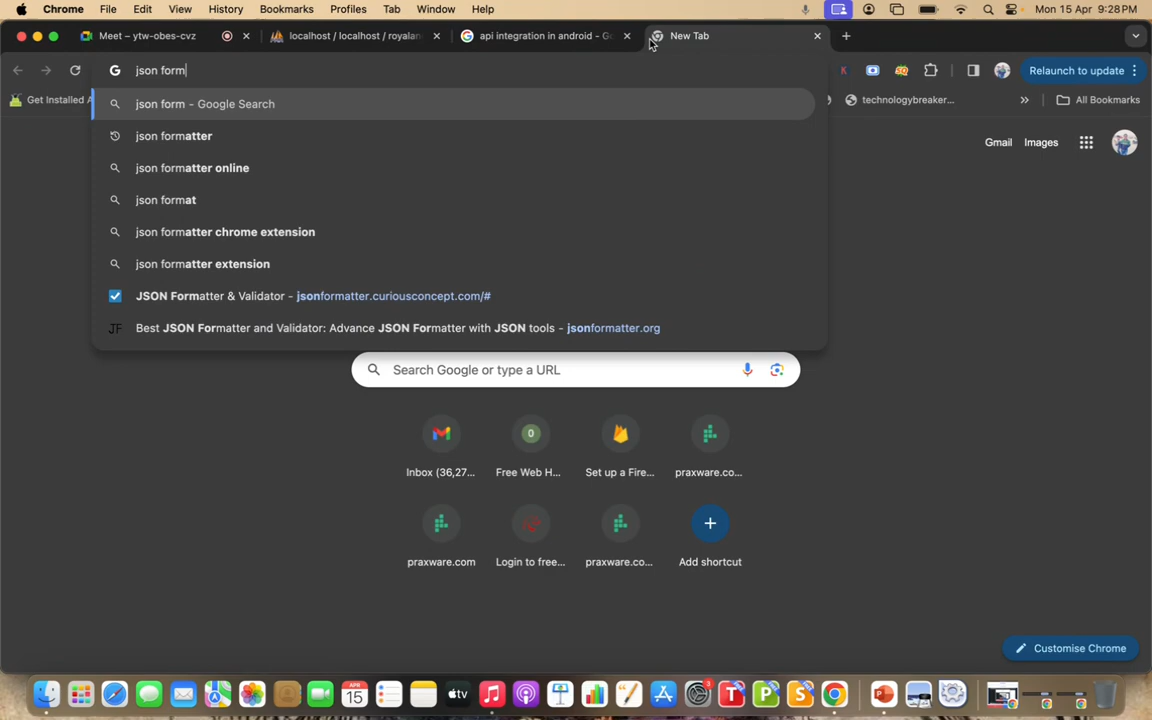 Chrome File Edit View History Bookmarks Profiles Tab Window Help Mon 15 Apr 9:28 PM
Meet – ytw-obes-cvz localhost / localhost / royalan api integration in android - Go New Tab
json form Relaunch to update
Get Installed A technologybreaker... All Bookmarks
json form - Google Search
json formatter
json formatter online
json format
json formatter chrome extension
json formatter extension
JSON Formatter & Validator - jsonformatter.curiousconcept.com/#
Best JSON Formatter and Validator: Advance JSON Formatter with JSON tools - jsonformatter.org
Gmail Images
Search Google or type a URL
Inbox (36,27... Free Web H... Set up a Fire... praxware.co...
praxware.com Login to free... praxware.co... Add shortcut
Customise Chrome